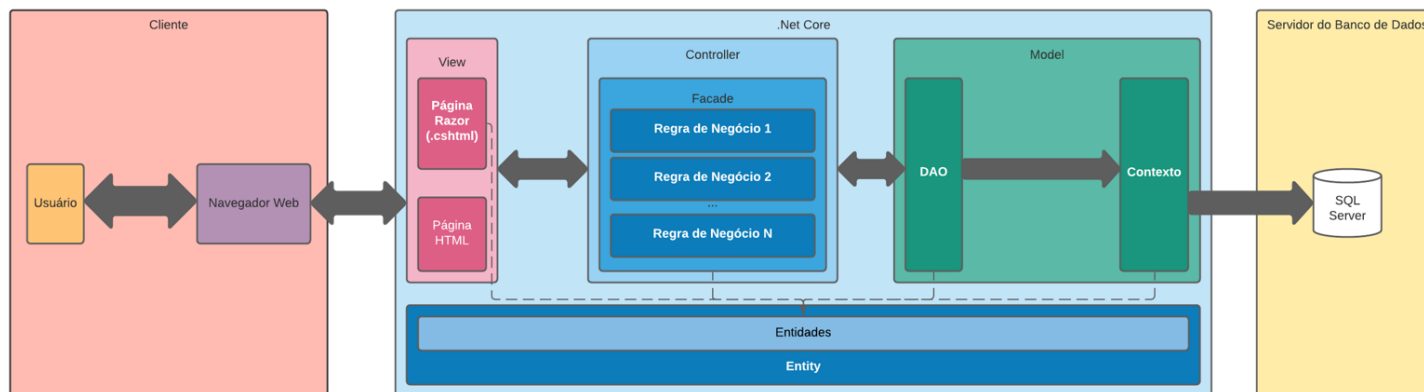 Cliente
Usuário
Navegador Web
.Net Core
View
Página
Razor
(.cshtml)
Página
HTML
Controller
Facade
Regra de Negócio 1
Regra de Negócio 2
...
Regra de Negócio N
Model
DAO
Contexto
Entidades
Entity
Servidor do Banco de Dados
SQL
Server